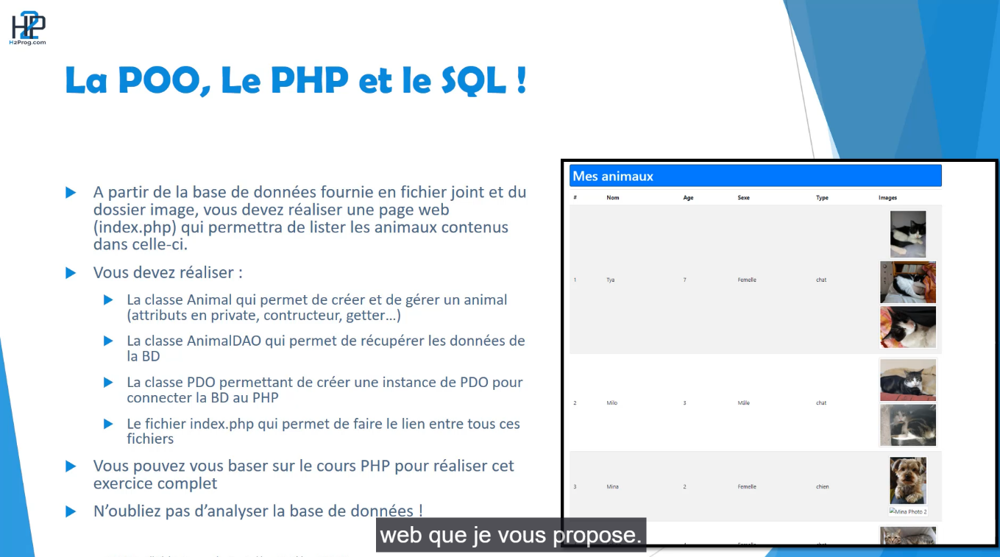 H2P
H2Prog.com
La POO, Le PHP et le SQL !
A partir de la base de données fournie en fichier joint et du
dossier image, vous devez réaliser une page web
(index.php) qui permettra de lister les animaux contenus
dans celle-ci.
Vous devez réaliser :
La classe Animal qui permet de créer et de gérer un animal
(attributs en private, contructeur, getter...)
La classe AnimalDAO qui permet de récupérer les données de
la BD
La classe PDO permettant de créer une instance de PDO pour
connecter la BD au PHP
Le fichier index.php qui permet de faire le lien entre tous ces
fichiers
Vous pouvez vous baser sur le cours PHP pour réaliser cet
exercice complet
N'oubliez pas d'analyser la base de données !
Mes animaux
# Nom Age Sexe Type Images
1 Tya 7 Femelle chat
2 Milo 3 Mâle chat
3 Mina 2 Femelle chien
Mina Photo 2
web que je vous propose.